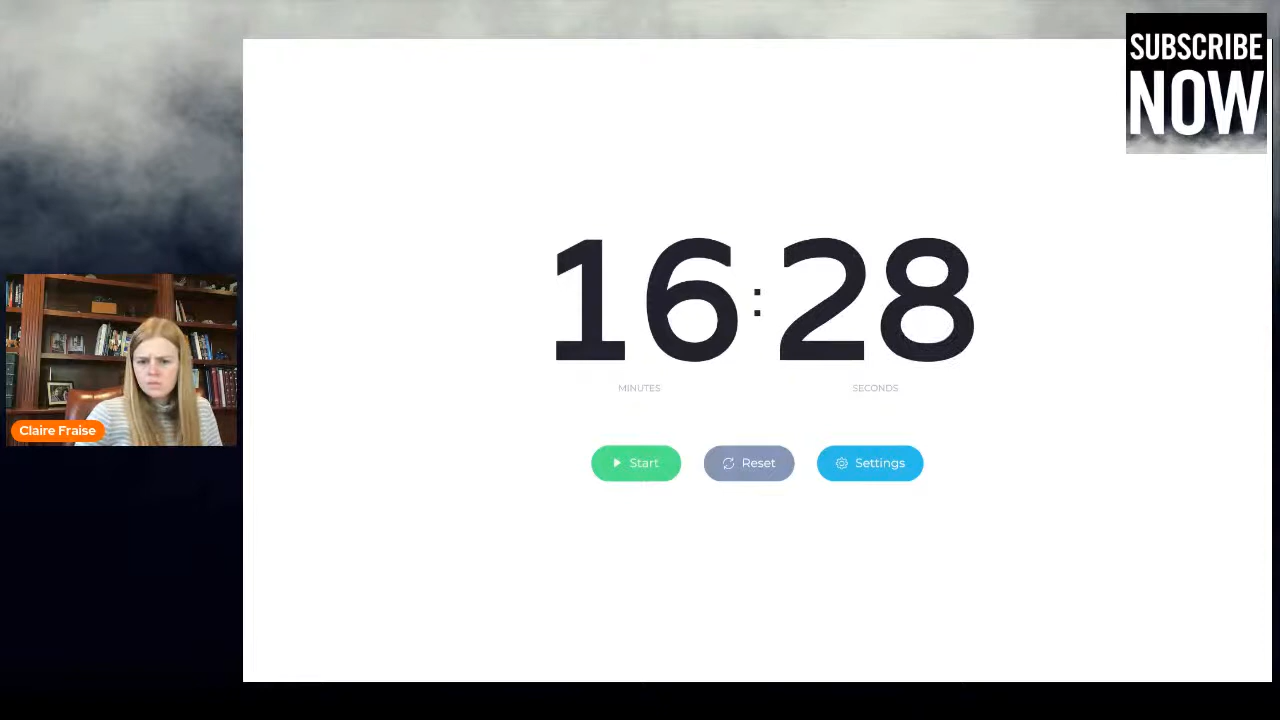 SUBSCRIBE
NOW
16:28
MINUTES
SECONDS
Start
Reset
Settings
Claire Fraise